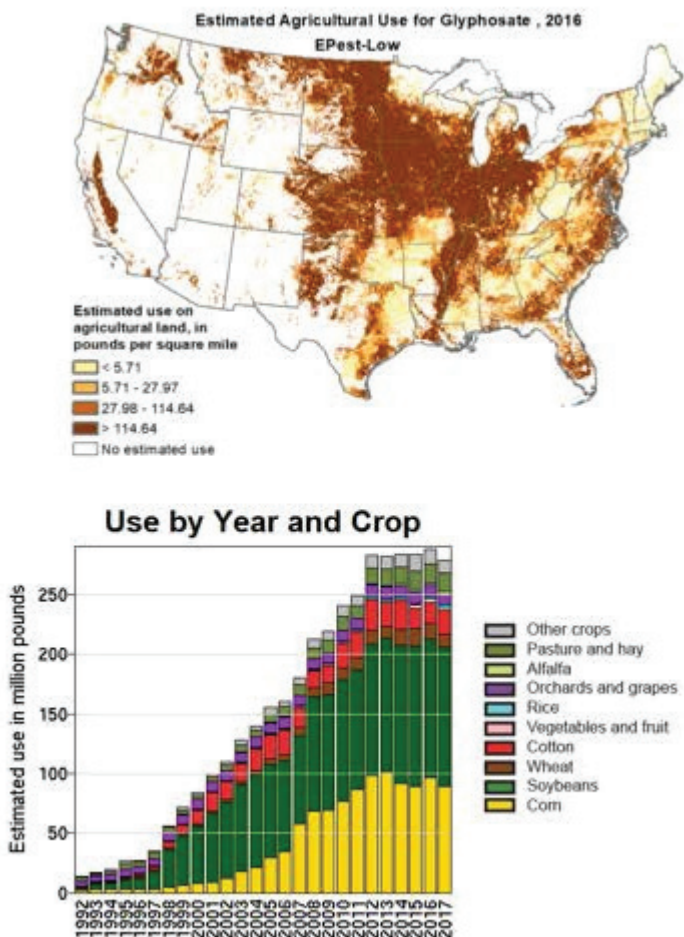 Estimated Agricultural Use for Glyphosate , 2016
EPest-Low
Estimated use on
agricultural land, in
pounds per square mile
< 5.71
5.71 - 27.97
27.98 - 114.64
> 114.64
No estimated use
Use by Year and Crop
Estimated use in million pounds
250
200
150
100
50
0
1992
1993
1994
1995
1996
1997
1998
1999
2000
2001
2002
2003
2004
2005
2006
2007
2008
2009
2010
2011
2012
2013
2014
2015
2016
2017
Other crops
Pasture and hay
Alfalfa
Orchards and grapes
Rice
Vegetables and fruit
Cotton
Wheat
Soybeans
Corn